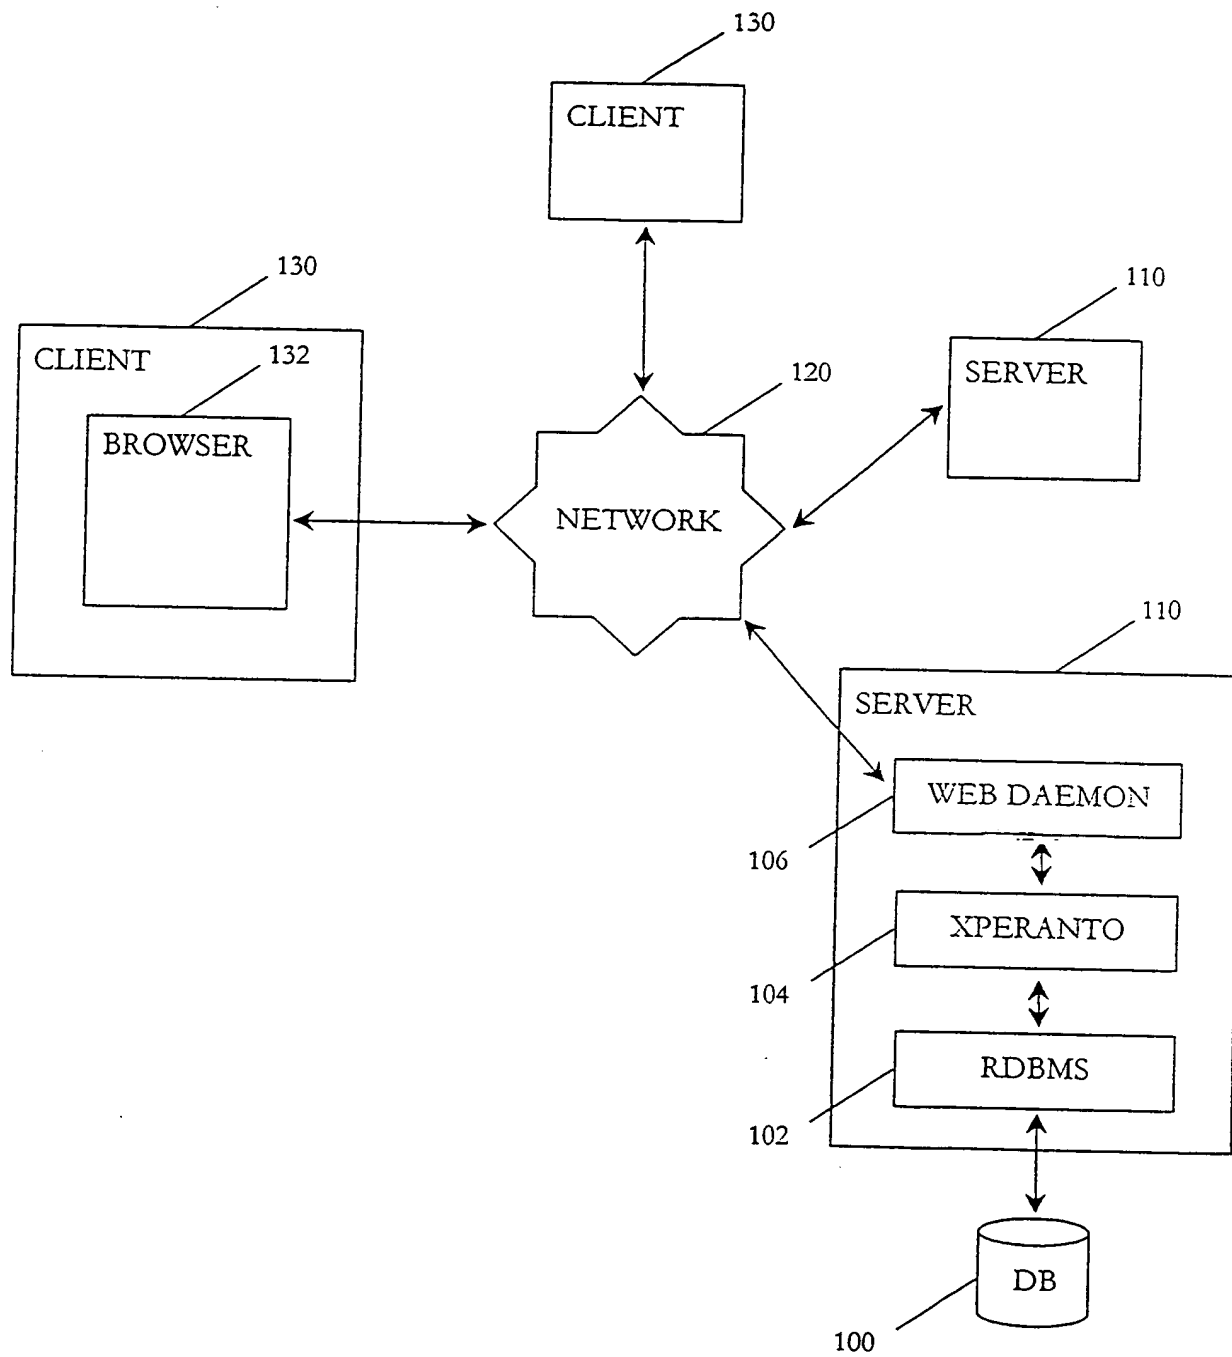 130
CLIENT
130
110
CLIENT
132
SERVER
120
BROWSER
NETWORK
110
SERVER
WEB DAEMON
106
XPERANTO
104
RDBMS
102
DB
100